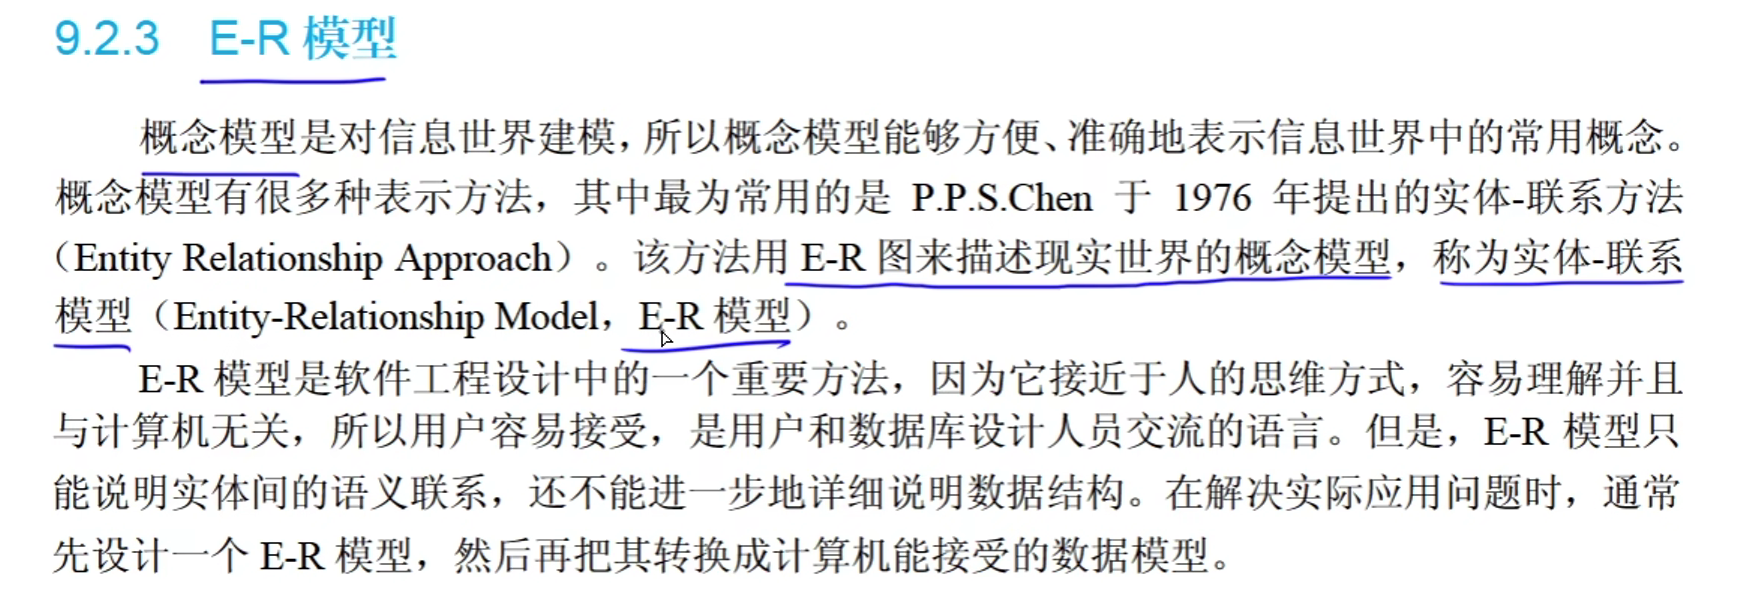 9.2.3 E-R 模型
概念模型是对信息世界建模，所以概念模型能够方便、准确地表示信息世界中的常用概念。
概念模型有很多种表示方法，其中最为常用的是 P.P.S.Chen 于 1976 年提出的实体-联系方法
（Entity Relationship Approach）。该方法用 E-R 图来描述现实世界的概念模型，称为实体-联系
模型（Entity-Relationship Model，E-R 模型）。
E-R 模型是软件工程设计中的一个重要方法，因为它接近于人的思维方式，容易理解并且
与计算机无关，所以用户容易接受，是用户和数据库设计人员交流的语言。但是，E-R 模型只
能说明实体间的语义联系，还不能进一步地详细说明数据结构。在解决实际应用问题时，通常
先设计一个 E-R 模型，然后再把其转换成计算机能接受的数据模型。